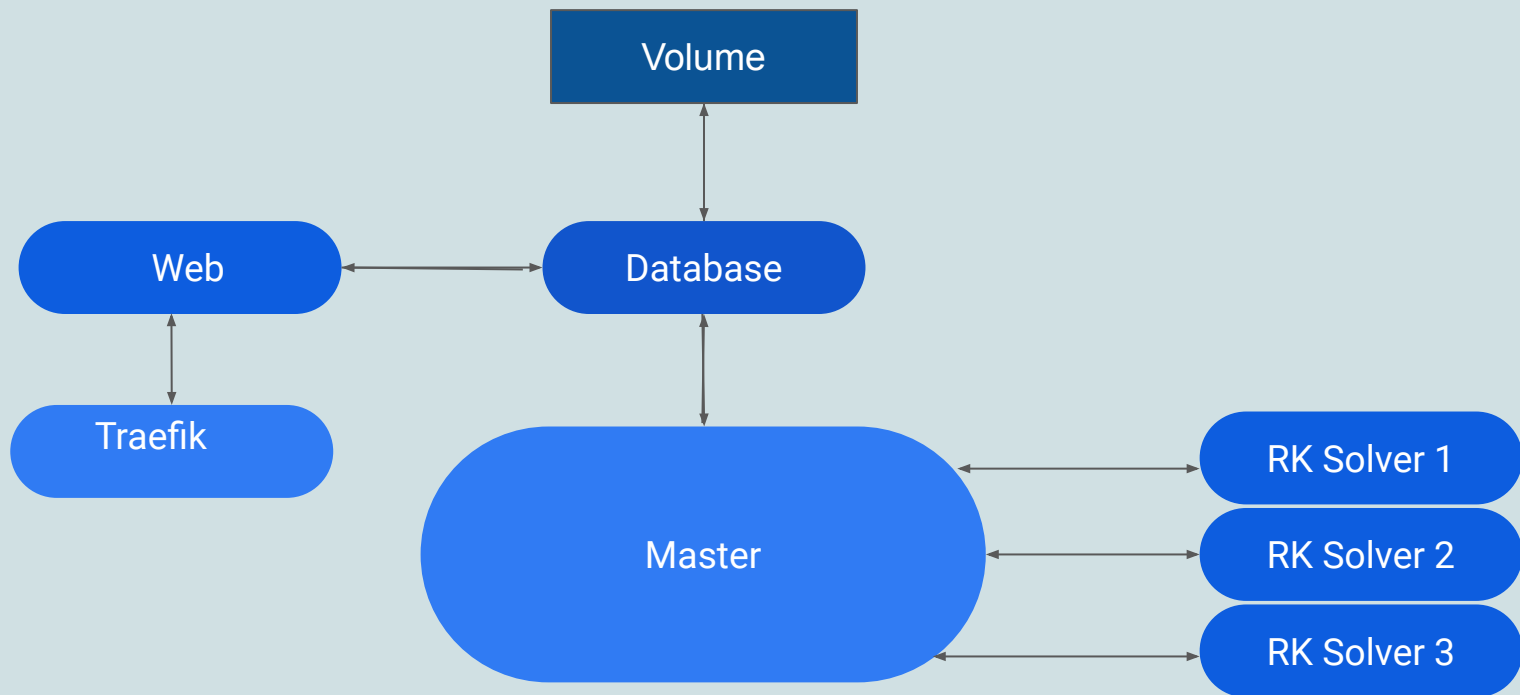 Volume
Web
Database
Traefik
Master
RK Solver 1
RK Solver 2
RK Solver 3